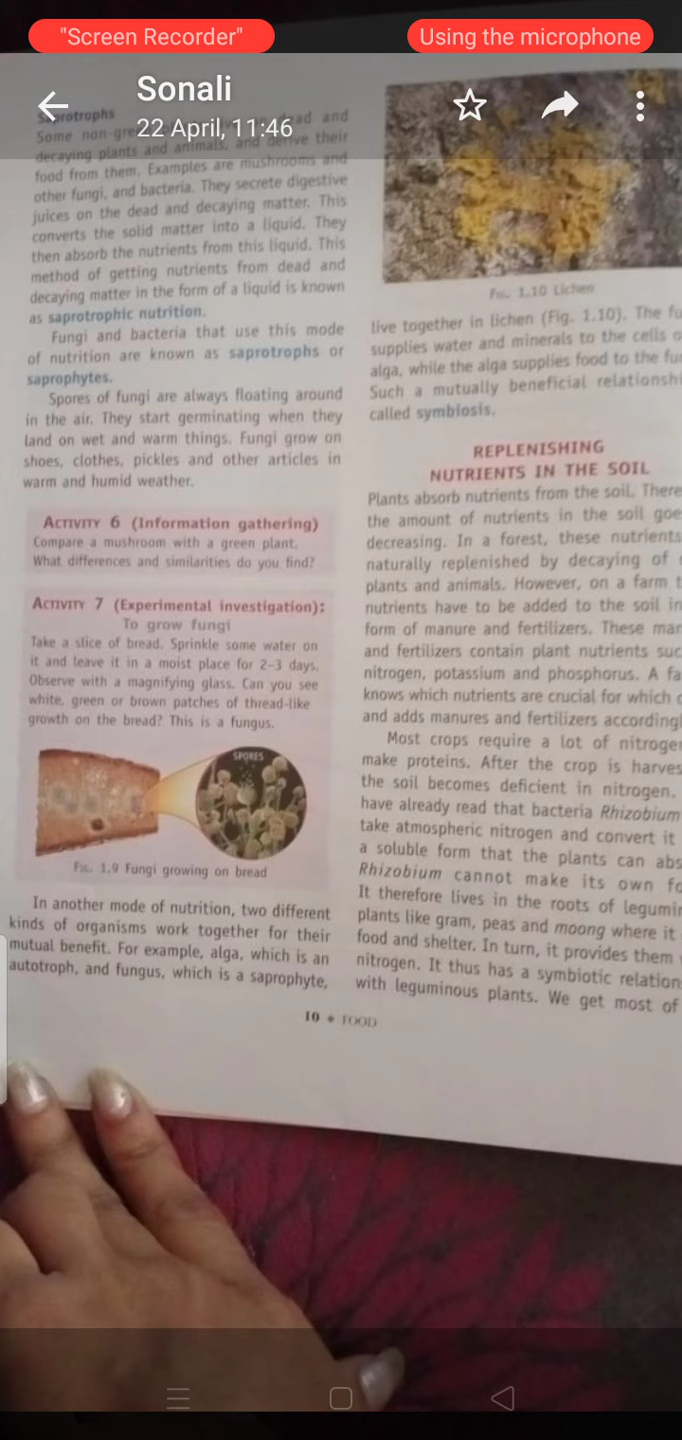 "Screen Recorder"
Using the microphone
Sonali
22 April, 11:46
Saprotrophs
Some non-gre dead and
decaying plants and animals, and derive their
food from them. Examples are mushrooms and
other fungi, and bacteria. They secrete digestive
juices on the dead and decaying matter. This
converts the solid matter into a liquid. They
then absorb the nutrients from this liquid. This
method of getting nutrients from dead and
decaying matter in the form of a liquid is known
as saprotrophic nutrition.
Fungi and bacteria that use this mode
of nutrition are known as saprotrophs or
saprophytes.
Spores of fungi are always floating around
in the air. They start germinating when they
land on wet and warm things. Fungi grow on
shoes, clothes, pickles and other articles in
warm and humid weather.
ACTIVITY 6 (Information gathering)
Compare a mushroom with a green plant.
What differences and similarities do you find?
ACTIVITY 7 (Experimental investigation):
To grow fungi
Take a slice of bread. Sprinkle some water on
it and leave it in a moist place for 2–3 days.
Observe with a magnifying glass. Can you see
white, green or brown patches of thread-like
growth on the bread? This is a fungus.
SPORES
FIG. 1.9 Fungi growing on bread
In another mode of nutrition, two different
kinds of organisms work together for their
mutual benefit. For example, alga, which is an
autotroph, and fungus, which is a saprophyte,
FIG. 1.10 Lichen
live together in lichen (Fig. 1.10). The fu
supplies water and minerals to the cells o
alga, while the alga supplies food to the fu
Such a mutually beneficial relationshi
called symbiosis.
REPLENISHING
NUTRIENTS IN THE SOIL
Plants absorb nutrients from the soil. There
the amount of nutrients in the soil goe
decreasing. In a forest, these nutrients
naturally replenished by decaying of
plants and animals. However, on a farm t
nutrients have to be added to the soil in
form of manure and fertilizers. These man
and fertilizers contain plant nutrients suc
nitrogen, potassium and phosphorus. A fa
knows which nutrients are crucial for which c
and adds manures and fertilizers accordingl
Most crops require a lot of nitroge
make proteins. After the crop is harves
the soil becomes deficient in nitrogen.
have already read that bacteria Rhizobium
take atmospheric nitrogen and convert it
a soluble form that the plants can abs
Rhizobium cannot make its own fo
It therefore lives in the roots of legumi
plants like gram, peas and moong where it
food and shelter. In turn, it provides them
nitrogen. It thus has a symbiotic relation
with leguminous plants. We get most of
10 • FOOD